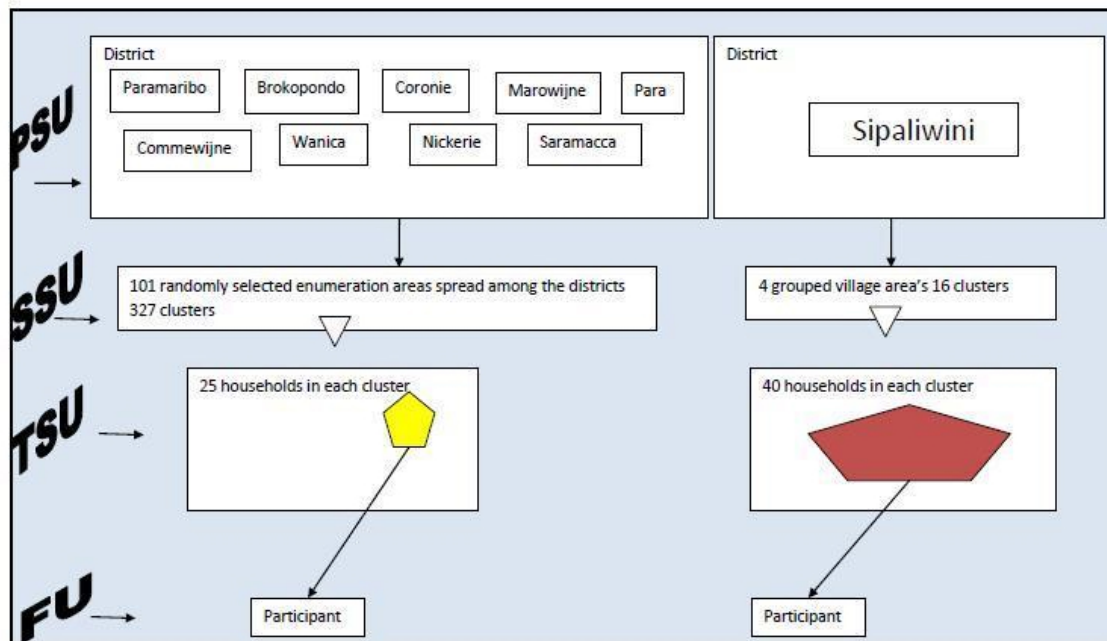 PSU
District
Paramaribo
Brokopondo
Coronie
Marowijne
Para
Commewijne
Wanica
Nickerie
Saramacca
District
Sipaliwini
SSU
101 randomly selected enumeration areas spread among the districts
327 clusters
4 grouped village area's 16 clusters
TSU
25 households in each cluster
40 households in each cluster
FU
Participant
Participant